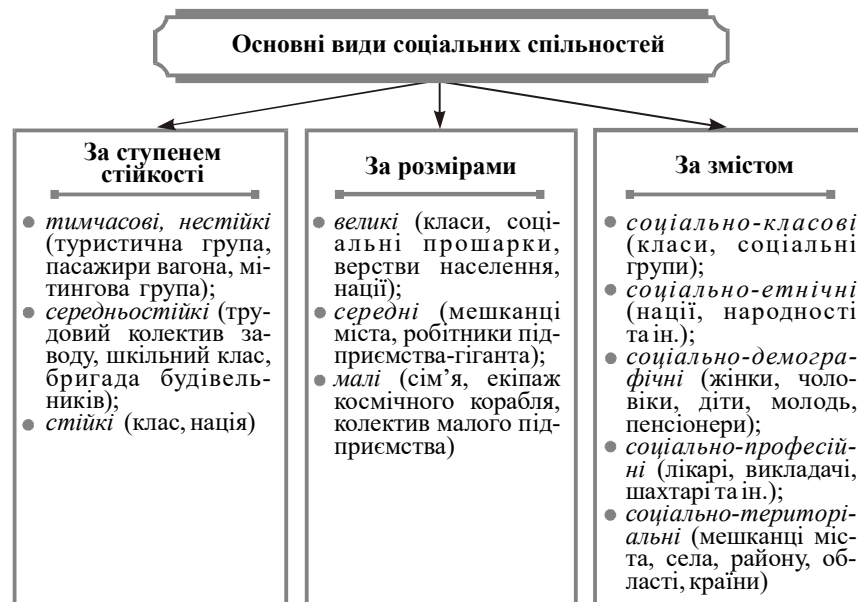 Основні види соціальних спільностей
За ступенем
стійкості
тимчасові, нестійкі
(туристична група,
пасажири вагона, мі-
тингова група);
середньостійкі (тру-
довий колектив за-
воду, шкільний клас,
бригада будівель-
ників);
стійкі (клас, нація)
За розмірами
великі (класи, соці-
альні прошарки,
верстви населення,
нації);
середні (мешканці
міста, робітники під-
приємства-гіганта);
малі (сім’я, екіпаж
космічного корабля,
колектив малого під-
приємства)
За змістом
соціально-класові
(класи, соціальні
групи);
соціально-етнічні
(нації, народності
та ін.);
соціально-демогра-
фічні (жінки, чоло-
віки, діти, молодь,
пенсіонери);
соціально-професій-
ні (лікарі, викладачі,
шахтарі та ін.);
соціально-територі-
альні (мешканці міс-
та, села, району, об-
ласті, країни)